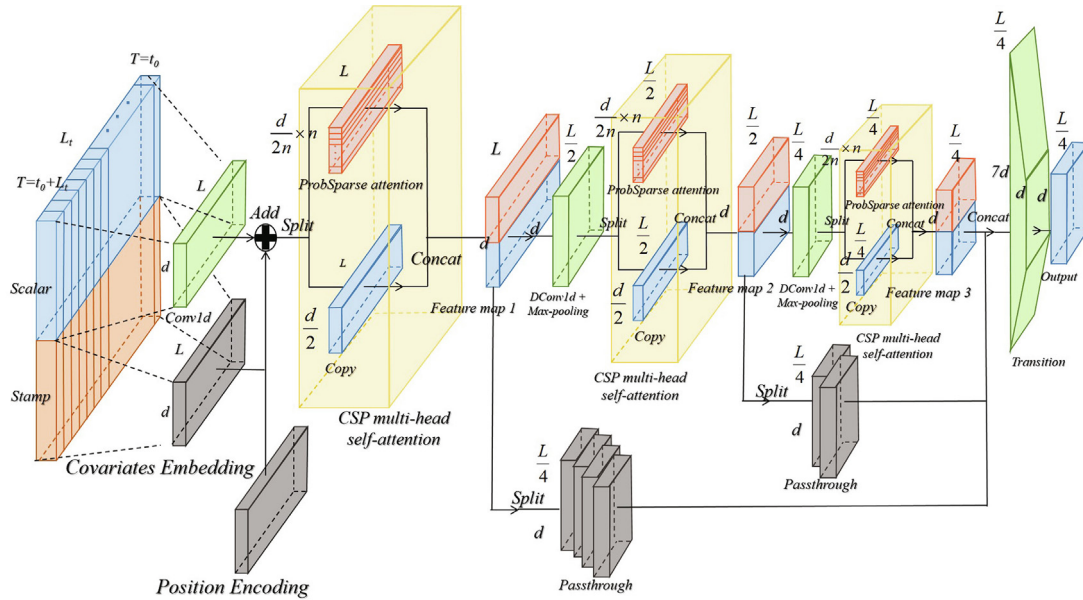 T=t₀
L_t
T=t₀+L_t
Scalar
Stamp
L
d
Conv1d
L
d
Covariates Embedding
Position Encoding
Add
Split
L
d/2n × n
ProbSparse attention
L
d/2
Copy
Concat
CSP multi-head
self-attention
L
d
Feature map 1
d
L/2
DConv1d +
Max-pooling
Split
L/2
d/2n × n
ProbSparse attention
L/2
d/2
Copy
Concat
CSP multi-head
self-attention
L/2
d
Feature map 2
d
L/4
DConv1d +
Max-pooling
Split
L/4
d/2n × n
ProbSparse attention
L/4
d/2
Copy
Concat
CSP multi-head
self-attention
L/4
d
Feature map 3
Concat
L/4
7d
d
d
Transition
L/4
Output
Split
L/4
d
Passthrough
Split
L/4
d
Passthrough